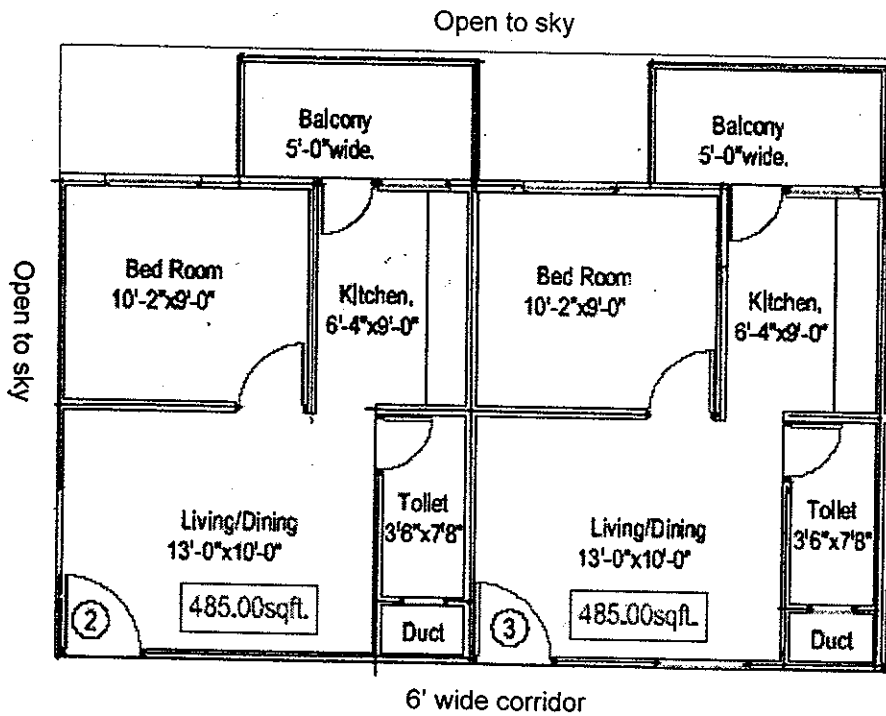 Open to sky
Balcony
5'-0"wide.
Balcony
5'-0"wide.
Open to sky
Bed Room
10'-2"x9'-0"
Kitchen,
6'-4"x9'-0"
Bed Room
10'-2"x9'-0"
Kitchen,
6'-4"x9'-0"
Living/Dining
13'-0"x10'-0"
Toilet
3'6"x7'8"
Living/Dining
13'-0"x10'-0"
Toilet
3'6"x7'8"
2
485.00sqft.
Duct
3
485.00sqft.
Duct
6' wide corridor